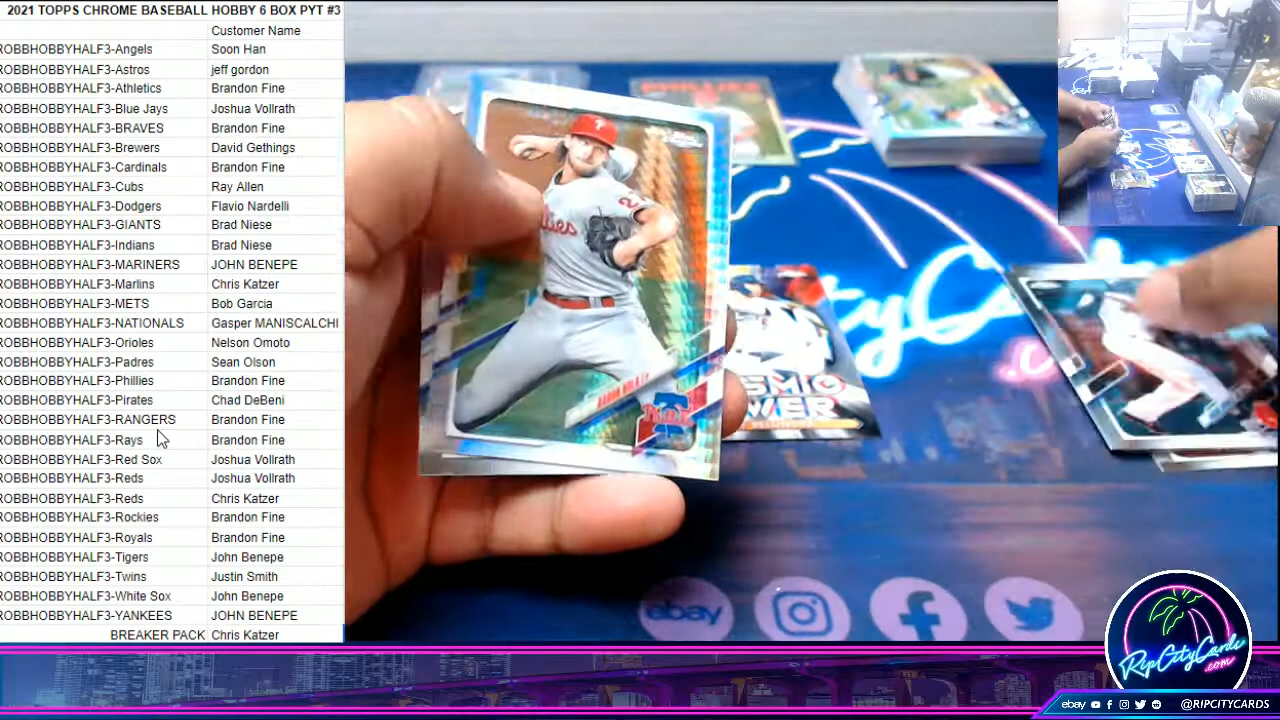 2021 TOPPS CHROME BASEBALL HOBBY 6 BOX PYT #3
Customer Name
ROBBHOBBYHALF3-Angels Soon Han
ROBBHOBBYHALF3-Astros jeff gordon
ROBBHOBBYHALF3-Athletics Brandon Fine
ROBBHOBBYHALF3-Blue Jays Joshua Vollrath
ROBBHOBBYHALF3-BRAVES Brandon Fine
ROBBHOBBYHALF3-Brewers David Gethings
ROBBHOBBYHALF3-Cardinals Brandon Fine
ROBBHOBBYHALF3-Cubs Ray Allen
ROBBHOBBYHALF3-Dodgers Flavio Nardelli
ROBBHOBBYHALF3-GIANTS Brad Niese
ROBBHOBBYHALF3-Indians Brad Niese
ROBBHOBBYHALF3-MARINERS JOHN BENEPE
ROBBHOBBYHALF3-Marlins Chris Katzer
ROBBHOBBYHALF3-METS Bob Garcia
ROBBHOBBYHALF3-NATIONALS Gasper MANISCALCHI
ROBBHOBBYHALF3-Orioles Nelson Omoto
ROBBHOBBYHALF3-Padres Sean Olson
ROBBHOBBYHALF3-Phillies Brandon Fine
ROBBHOBBYHALF3-Pirates Chad DeBeni
ROBBHOBBYHALF3-RANGERS Brandon Fine
ROBBHOBBYHALF3-Rays Brandon Fine
ROBBHOBBYHALF3-Red Sox Joshua Vollrath
ROBBHOBBYHALF3-Reds Joshua Vollrath
ROBBHOBBYHALF3-Reds Chris Katzer
ROBBHOBBYHALF3-Rockies Brandon Fine
ROBBHOBBYHALF3-Royals Brandon Fine
ROBBHOBBYHALF3-Tigers John Benepe
ROBBHOBBYHALF3-Twins Justin Smith
ROBBHOBBYHALF3-White Sox John Benepe
ROBBHOBBYHALF3-YANKEES JOHN BENEPE
BREAKER PACK Chris Katzer
ebay
RipCityCards
.com
ebay @RIPCITYCARDS